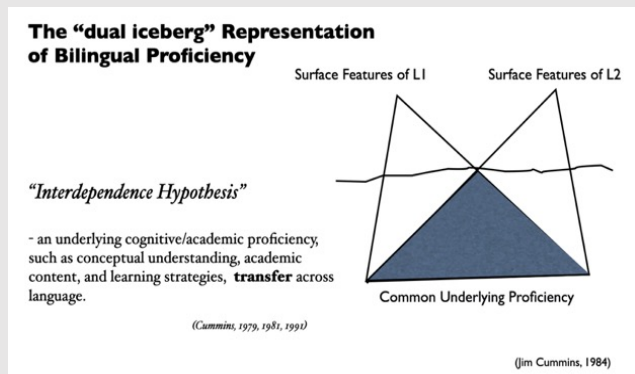 The “dual iceberg” Representation
of Bilingual Proficiency
Surface Features of L1
Surface Features of L2
“Interdependence Hypothesis”
- an underlying cognitive/academic proficiency,
such as conceptual understanding, academic
content, and learning strategies, transfer across
language.
(Cummins, 1979, 1981, 1991)
Common Underlying Proficiency
(Jim Cummins, 1984)